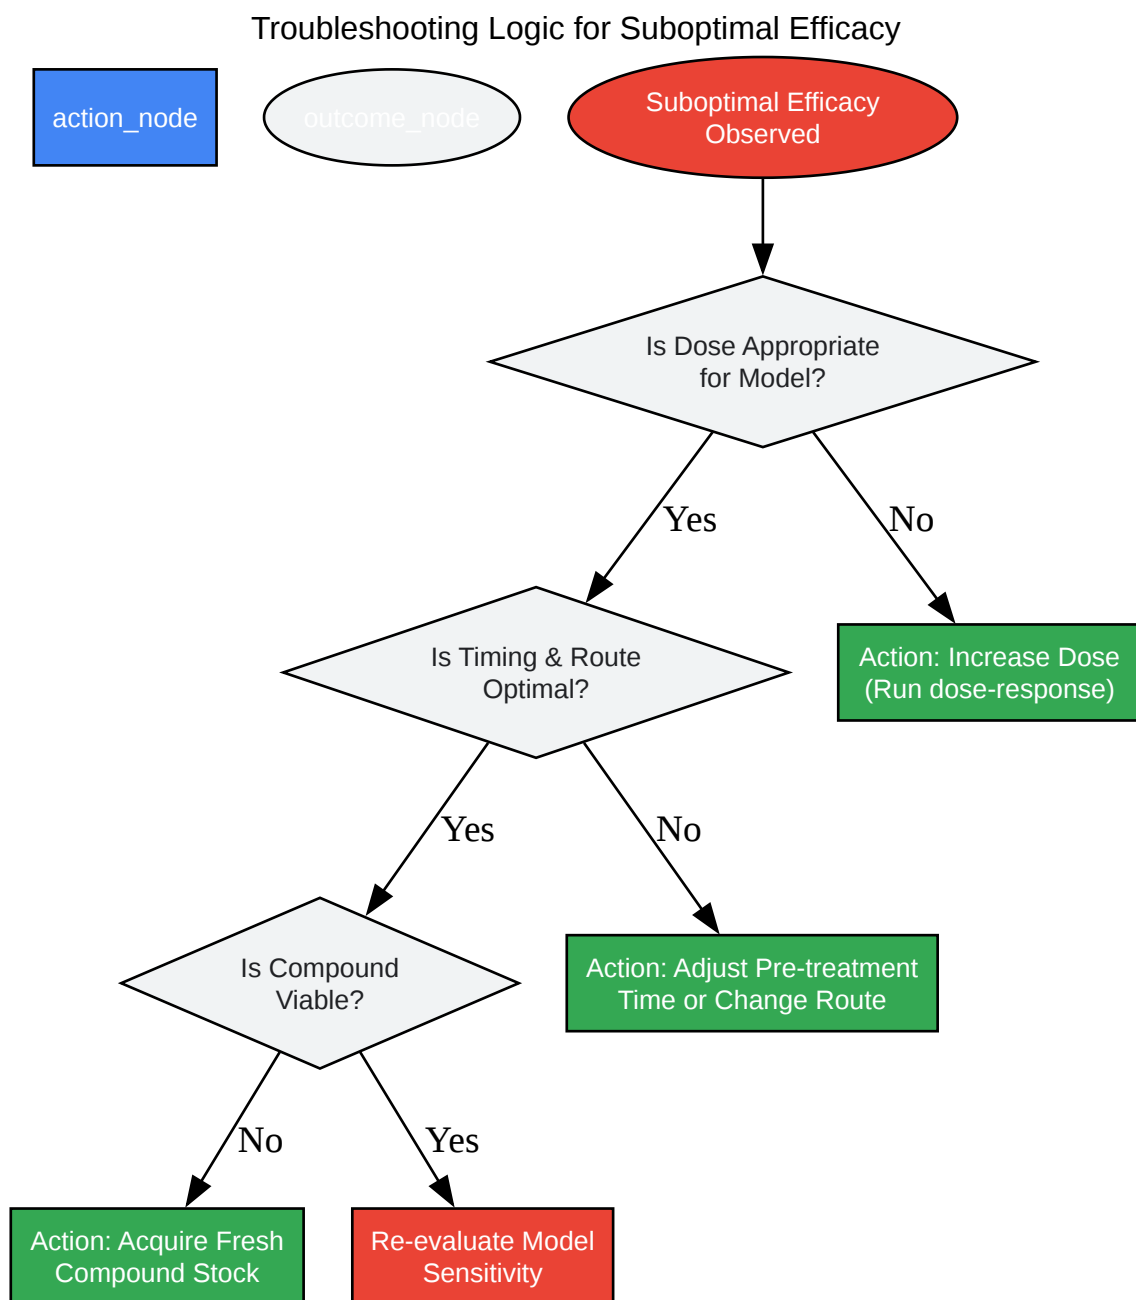 Troubleshooting Logic for Suboptimal Efficacy
action_node
outcome_node
Suboptimal Efficacy
Observed
Is Dose Appropriate
for Model?
Yes
No
Is Timing & Route
Optimal?
Action: Increase Dose
(Run dose-response)
Yes
No
Is Compound
Viable?
Action: Adjust Pre-treatment
Time or Change Route
No
Yes
Action: Acquire Fresh
Compound Stock
Re-evaluate Model
Sensitivity